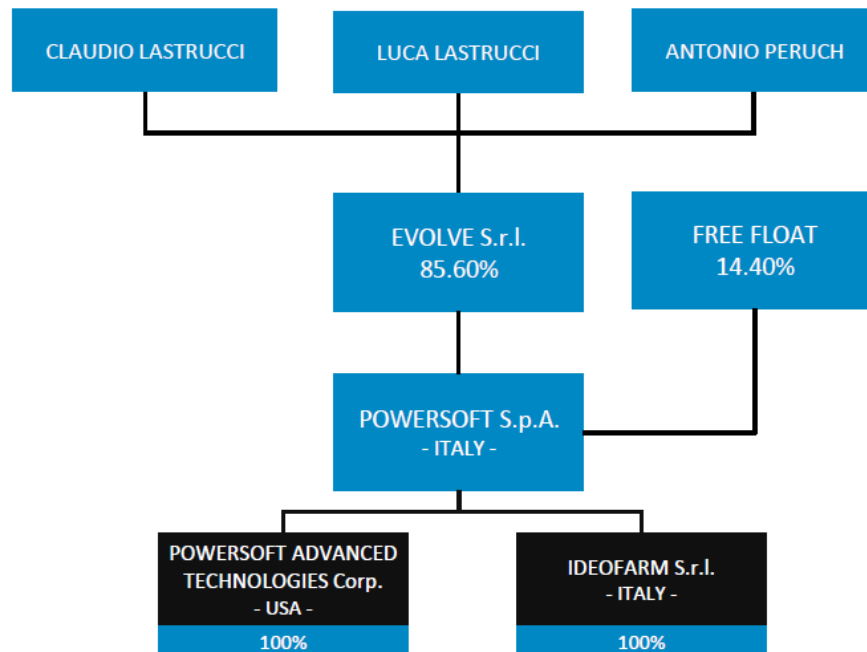 CLAUDIO LASTRUCCI
LUCA LASTRUCCI
ANTONIO PERUCH
EVOLVE S.r.l.
85.60%
FREE FLOAT
14.40%
POWERSOFT S.p.A.
- ITALY -
POWERSOFT ADVANCED
TECHNOLOGIES Corp.
- USA -
100%
IDEOFARM S.r.l.
- ITALY -
100%